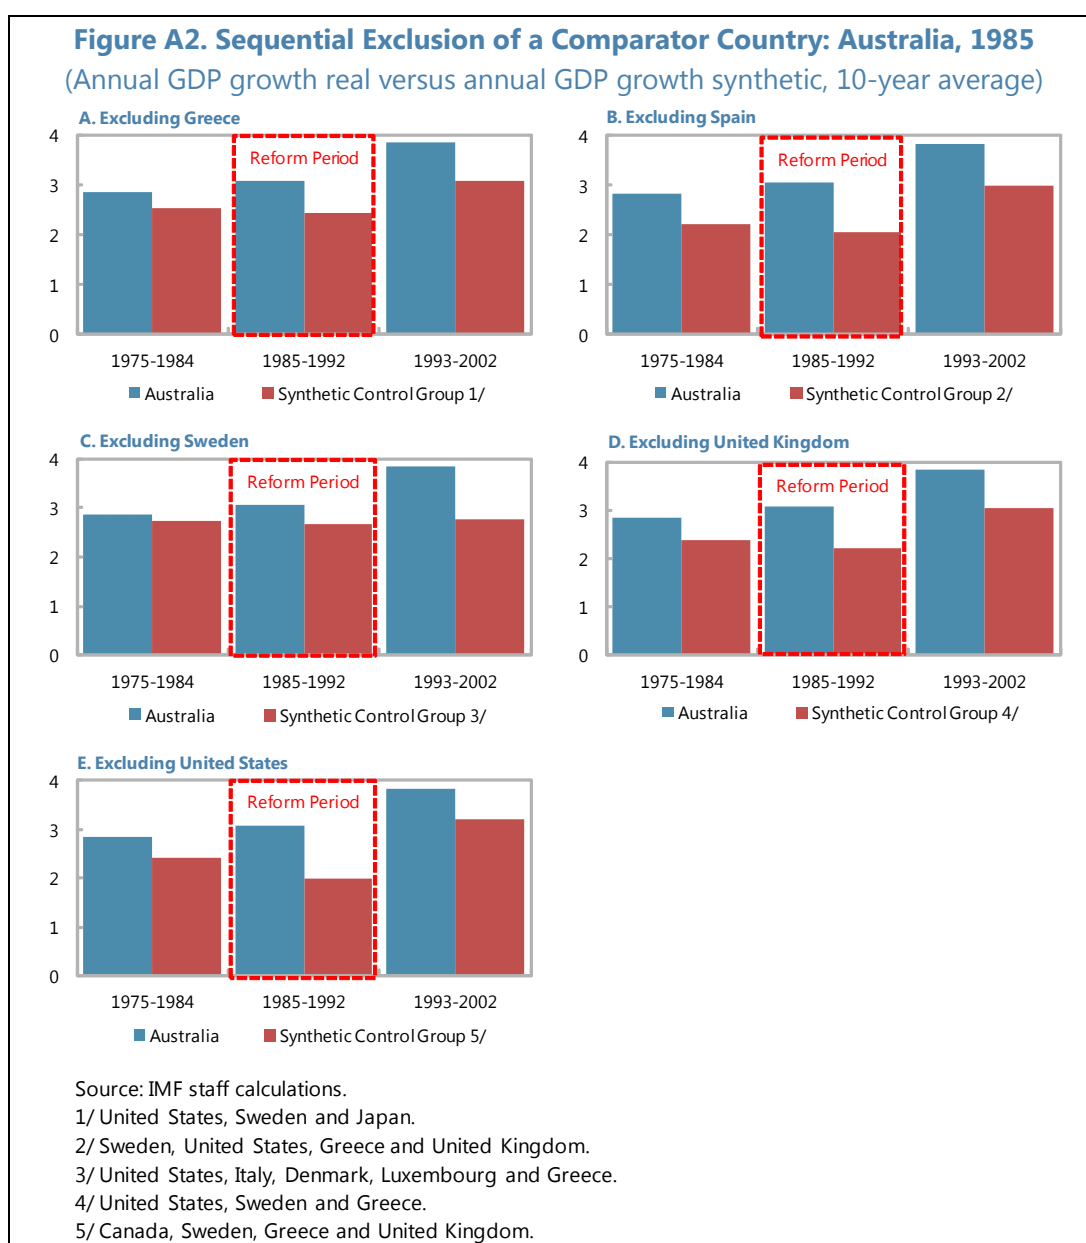 Figure A2. Sequential Exclusion of a Comparator Country: Australia, 1985
(Annual GDP growth real versus annual GDP growth synthetic, 10-year average)
A. Excluding Greece
4
3
2
1
0
Reform Period
1975-1984 1985-1992 1993-2002
Australia Synthetic Control Group 1/
B. Excluding Spain
4
3
2
1
0
Reform Period
1975-1984 1985-1992 1993-2002
Australia Synthetic Control Group 2/
C. Excluding Sweden
4
3
2
1
0
Reform Period
1975-1984 1985-1992 1993-2002
Australia Synthetic Control Group 3/
D. Excluding United Kingdom
4
3
2
1
0
Reform Period
1975-1984 1985-1992 1993-2002
Australia Synthetic Control Group 4/
E. Excluding United States
4
3
2
1
0
Reform Period
1975-1984 1985-1992 1993-2002
Australia Synthetic Control Group 5/
Source: IMF staff calculations.
1/ United States, Sweden and Japan.
2/ Sweden, United States, Greece and United Kingdom.
3/ United States, Italy, Denmark, Luxembourg and Greece.
4/ United States, Sweden and Greece.
5/ Canada, Sweden, Greece and United Kingdom.